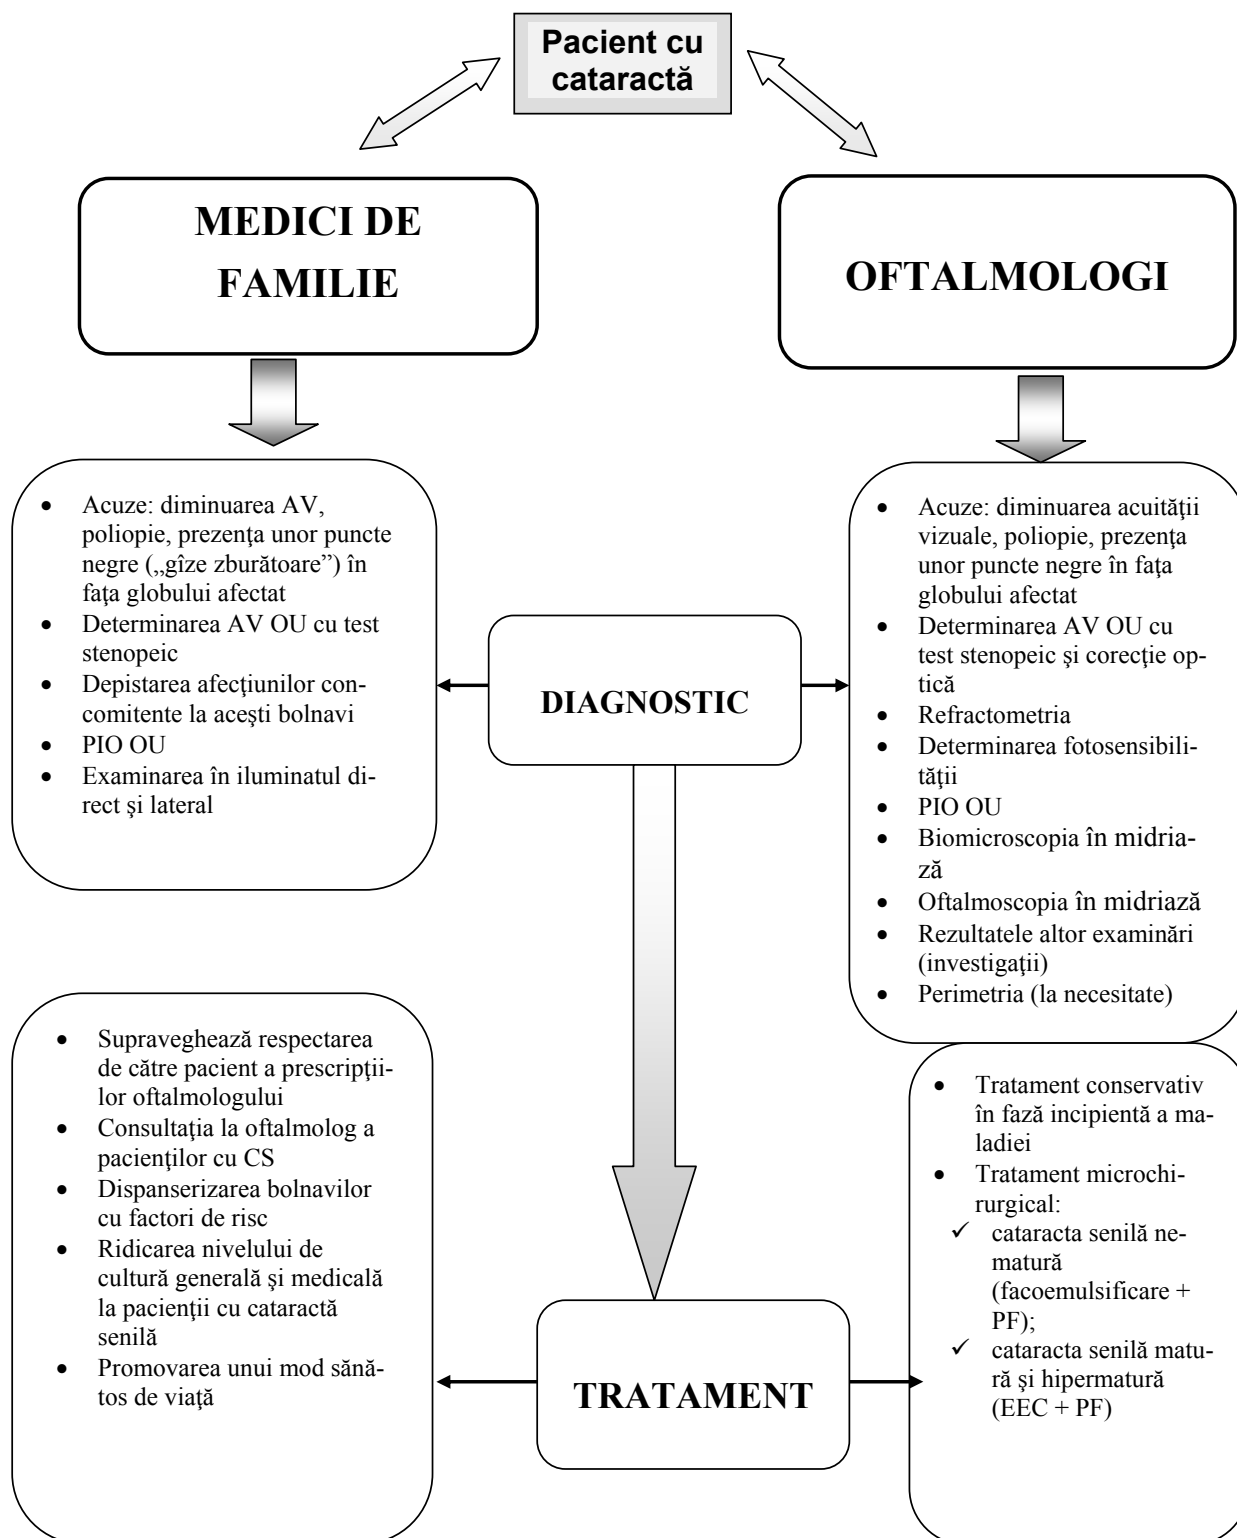 Pacient cu
cataractă
MEDICI DE
FAMILIE
OFTALMOLOGI
• Acuze: diminuarea AV,
poliopie, prezenţa unor puncte
negre („gîze zburătoare”) în
faţa globului afectat
• Determinarea AV OU cu test
stenopeic
• Depistarea afecţiunilor con-
comitente la aceşti bolnavi
• PIO OU
• Examinarea în iluminatul di-
rect şi lateral
DIAGNOSTIC
• Acuze: diminuarea acuităţii
vizuale, poliopie, prezenţa
unor puncte negre în faţa
globului afectat
• Determinarea AV OU cu
test stenopeic şi corecţie op-
tică
• Refractometria
• Determinarea fotosensibili-
tăţii
• PIO OU
• Biomicroscopia în midria-
ză
• Oftalmoscopia în midriază
• Rezultatele altor examinări
(investigaţii)
• Perimetria (la necesitate)
• Supraveghează respectarea
de către pacient a prescripţii-
lor oftalmologului
• Consultaţia la oftalmolog a
pacienţilor cu CS
• Dispanserizarea bolnavilor
cu factori de risc
• Ridicarea nivelului de
cultură generală şi medicală
la pacienţii cu cataractă
senilă
• Promovarea unui mod sănă-
tos de viaţă
TRATAMENT
• Tratament conservativ
în fază incipientă a ma-
ladiei
• Tratament microchi-
rurgical:
✓ cataracta senilă ne-
matură
(facoemulsificare +
PF);
✓ cataracta senilă matu-
ră şi hipermatură
(EEC + PF)